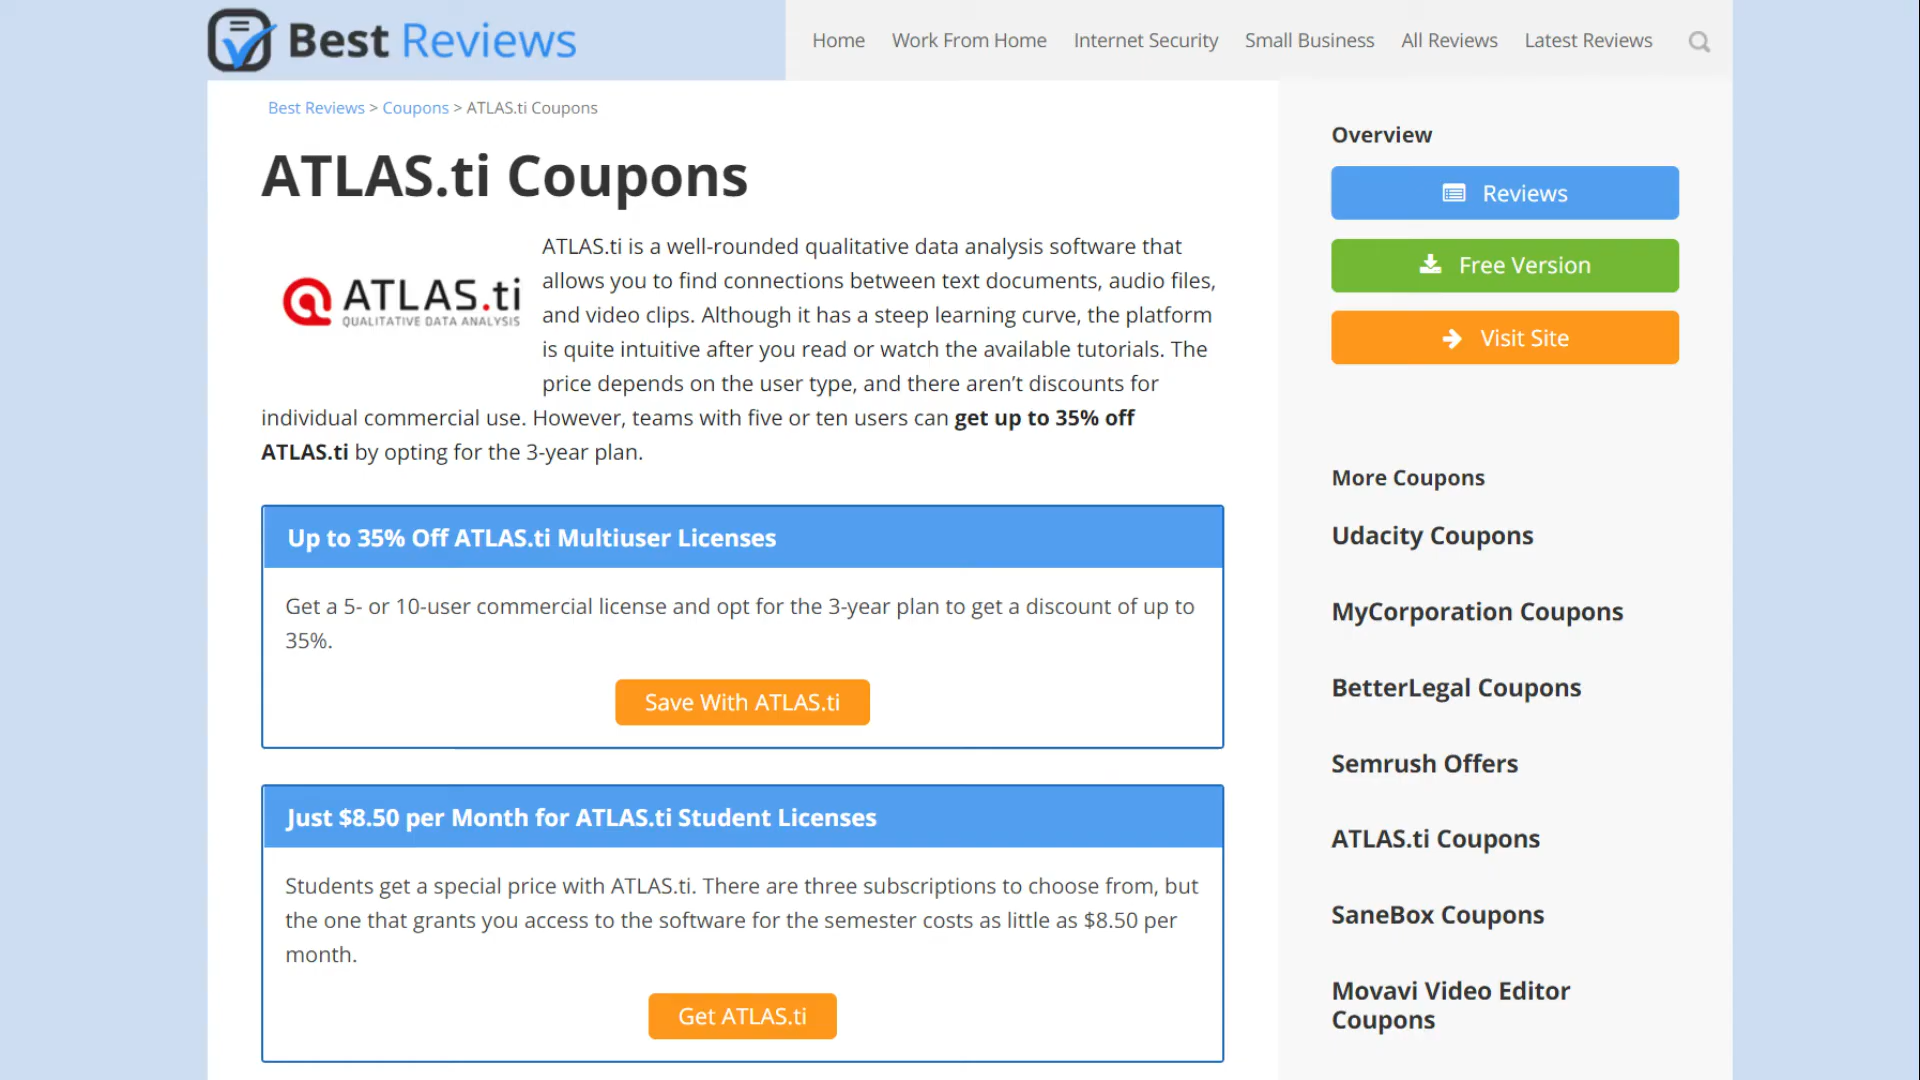 Best Reviews
Home Work From Home Internet Security Small Business All Reviews Latest Reviews
Best Reviews > Coupons > ATLAS.ti Coupons
ATLAS.ti Coupons
ATLAS.ti
QUALITATIVE DATA ANALYSIS
ATLAS.ti is a well-rounded qualitative data analysis software that
allows you to find connections between text documents, audio files,
and video clips. Although it has a steep learning curve, the platform
is quite intuitive after you read or watch the available tutorials. The
price depends on the user type, and there aren’t discounts for
individual commercial use. However, teams with five or ten users can get up to 35% off
ATLAS.ti by opting for the 3-year plan.
Up to 35% Off ATLAS.ti Multiuser Licenses
Get a 5- or 10-user commercial license and opt for the 3-year plan to get a discount of up to
35%.
Save With ATLAS.ti
Just $8.50 per Month for ATLAS.ti Student Licenses
Students get a special price with ATLAS.ti. There are three subscriptions to choose from, but
the one that grants you access to the software for the semester costs as little as $8.50 per
month.
Get ATLAS.ti
Overview
Reviews
Free Version
Visit Site
More Coupons
Udacity Coupons
MyCorporation Coupons
BetterLegal Coupons
Semrush Offers
ATLAS.ti Coupons
SaneBox Coupons
Movavi Video Editor
Coupons